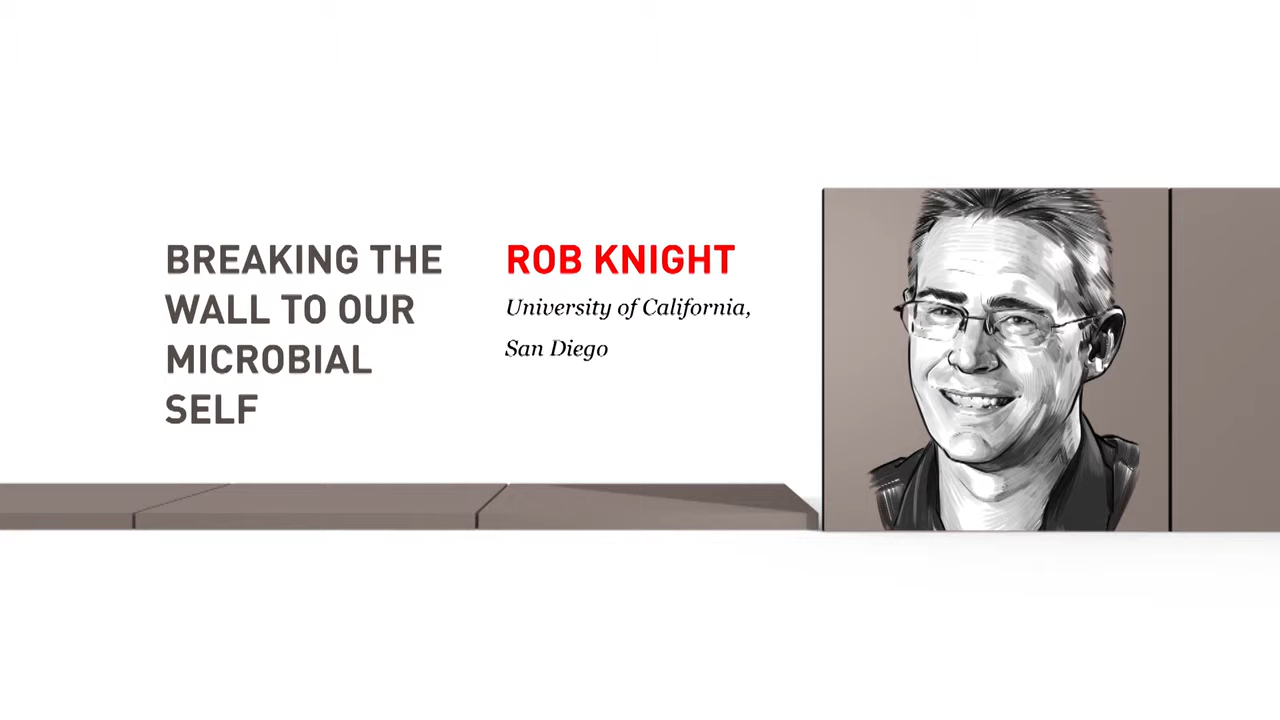 BREAKING THE
WALL TO OUR
MICROBIAL
SELF
ROB KNIGHT
University of California,
San Diego